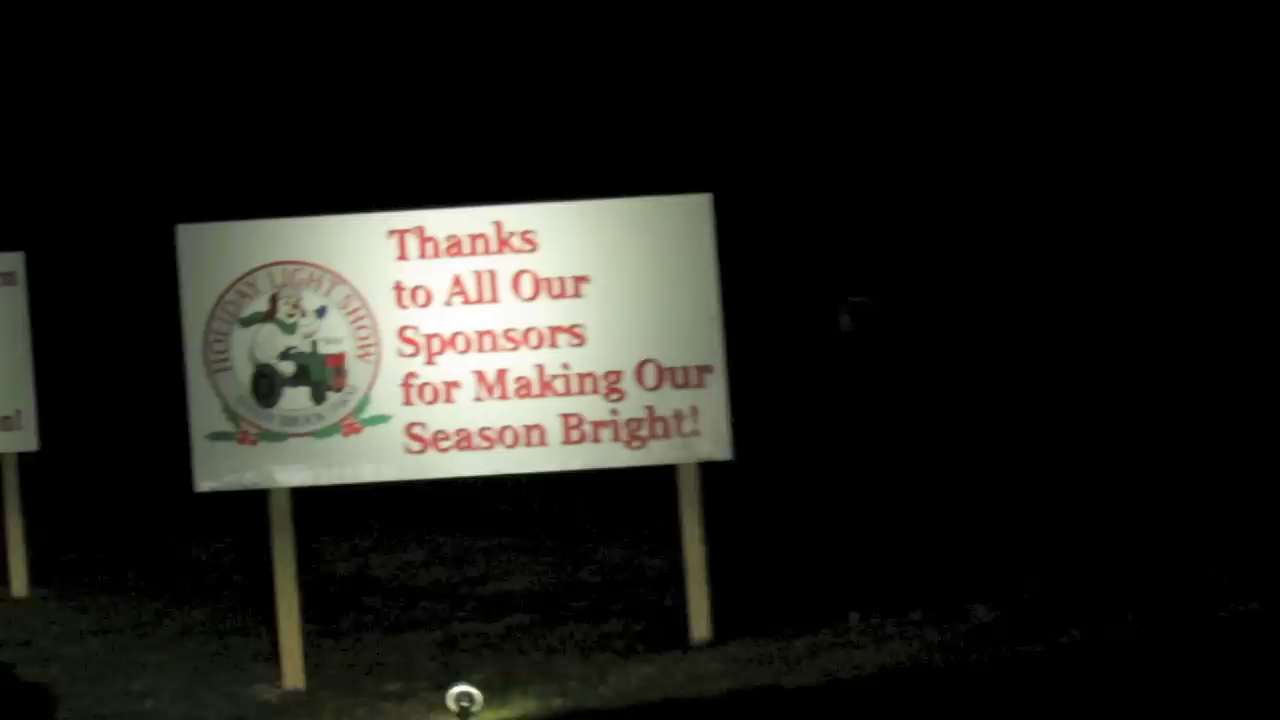 HOLIDAY LIGHT SHOW
Thanks
to All Our
Sponsors
for Making Our
Season Bright!